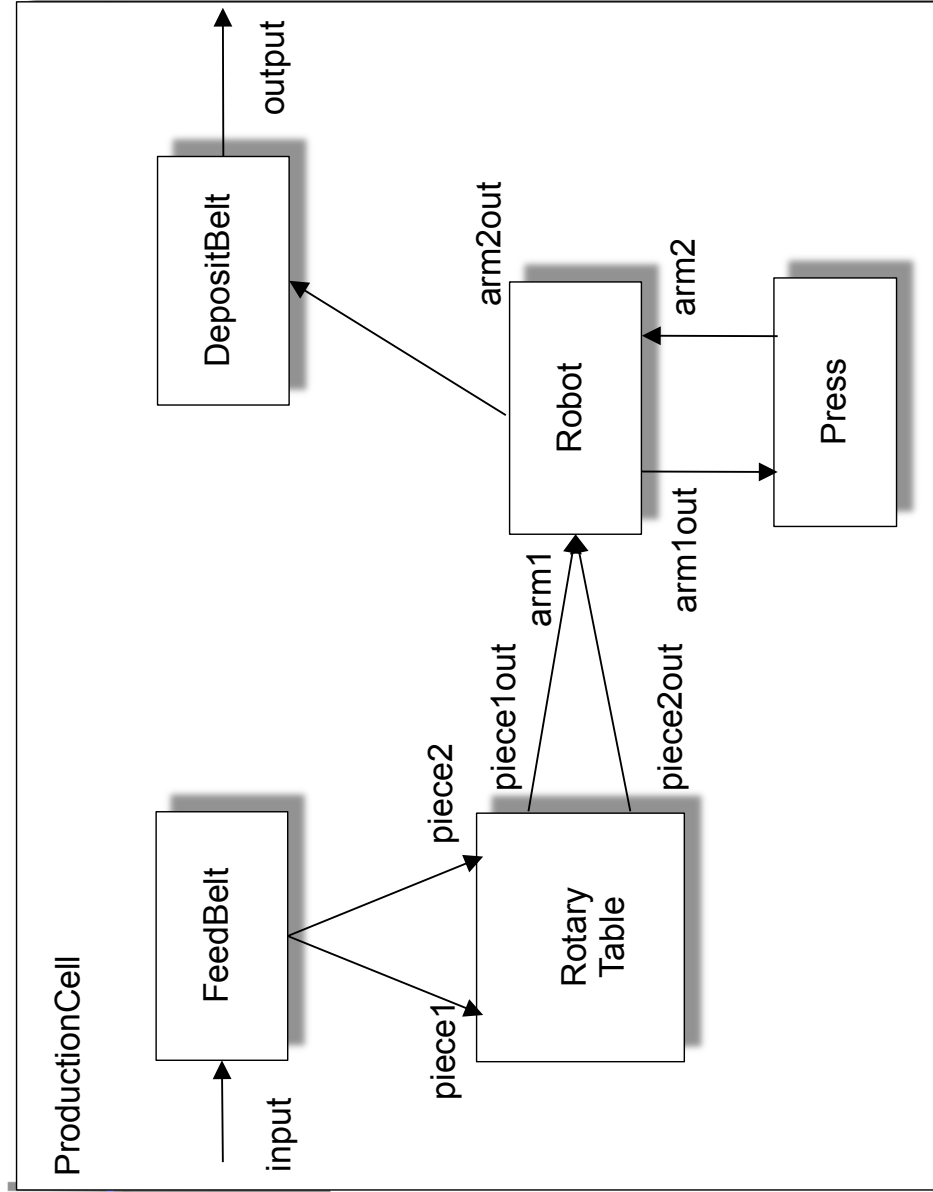 ProductionCell
input
FeedBelt
DepositBelt
output
piece1
piece2
Rotary
Table
piece1out
piece2out
arm1
Robot
arm2out
arm1out
arm2
Press